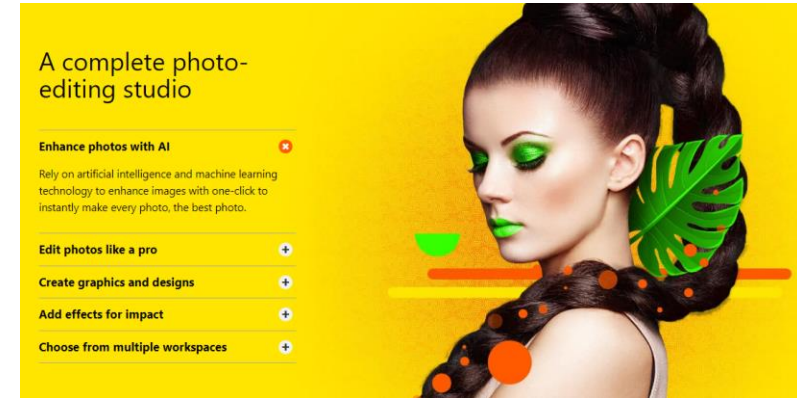 A complete photo-
editing studio
Enhance photos with AI
Rely on artificial intelligence and machine learning
technology to enhance images with one-click to
instantly make every photo, the best photo.
Edit photos like a pro
Create graphics and designs
Add effects for impact
Choose from multiple workspaces